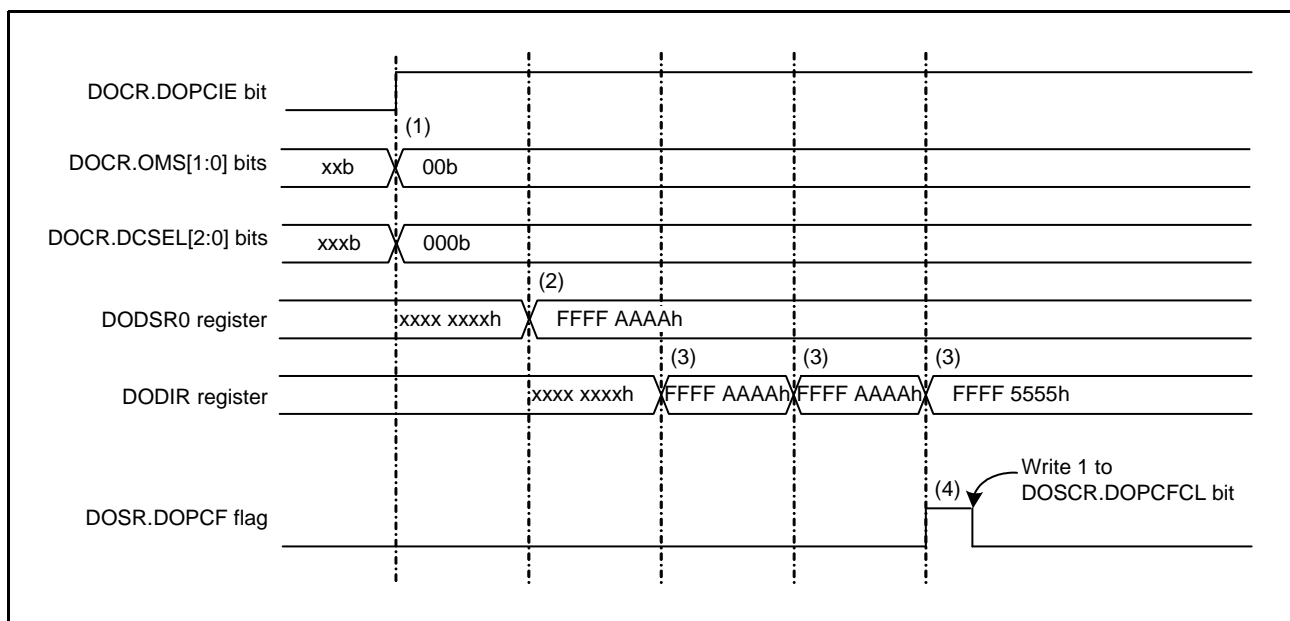 DOCR.DOPCIE bit
(1)
DOCR.OMS[1:0] bits xxb 00b
DOCR.DCSEL[2:0] bits xxxb 000b
(2)
DODSR0 register xxxx xxxxh FFFF AAAAh
(3) (3) (3)
DODIR register xxxx xxxxh FFFF AAAAh FFFF AAAAh FFFF 5555h
Write 1 to
(4) DOSCR.DOPCFCL bit
DOSR.DOPCF flag